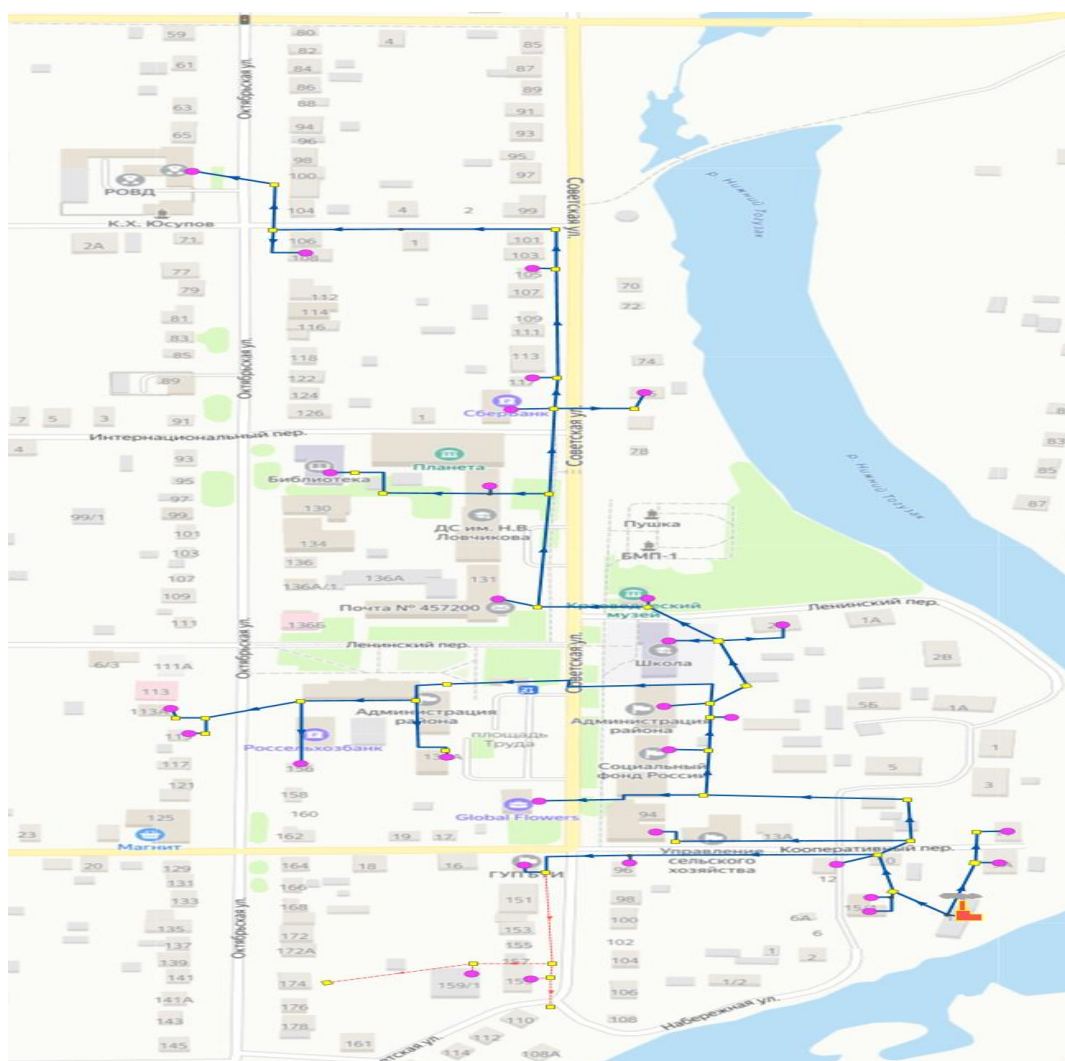 59
80
4
85
61
82
84
87
86
89
63
88
91
Октябрьская ул.
94
65
96
93
98
95
100
97
РОВД
Советская ул.
р. Нижний Тогузак
104
4
2
99
К.Х. Юсупов
71
106
1
101
2А
108
103
77
105
70
79
112
107
72
114
81
109
116
83
111
85
118
113
74
Октябрьская ул.
89
122
117
124
Сбербанк
7
5
3
91
126
1
Советская ул.
Интернациональный пер.
78
4
83
93
Планета
р. Нижний Тогузак
85
95
Библиотека
97
87
99/1
99
130
ДС им. Н.В.
Ловчикова
Пушка
101
134
БМП-1
103
136
107
136А
131
136А/1
109
Почта № 457200
Краеведческий
музей
Ленинский пер.
111
136Б
1А
Ленинский пер.
Школа
2В
6/3
111А
Октябрьская ул.
Советская ул.
113
113А
Администрация
района
Администрация
района
5Б
1А
Россельхозбанк
площадь
Труда
1
117
156
Социальный
фонд России
5
121
158
3
160
Global Flowers
125
94
23
162
19
17
13А
Магнит
Управление
сельского
хозяйства
Кооперативный пер.
20
129
164
18
16
ГУП БТИ
10
96
12
131
166
133
151
98
168
6А
135
153
100
6
172
155
102
137
1
172А
157
2
139
104
141
174
159/1
1/2
Октябрьская ул.
141А
176
106
143
178
110
108
Набережная ул.
145
161
112
114
108А